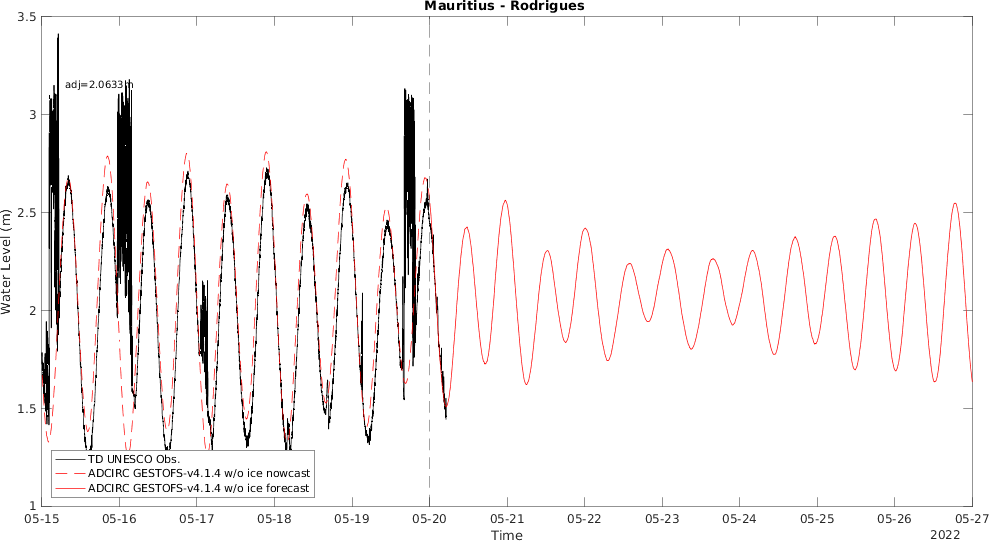 Mauritius - Rodrigues
3.5
3
2.5
2
1.5
1
Water Level (m)
adj=2.0633m
TD UNESCO Obs.
ADCIRC GESTOFS-v4.1.4 w/o ice nowcast
ADCIRC GESTOFS-v4.1.4 w/o ice forecast
05-15 05-16 05-17 05-18 05-19 05-20 05-21 05-22 05-23 05-24 05-25 05-26 05-27
Time
2022